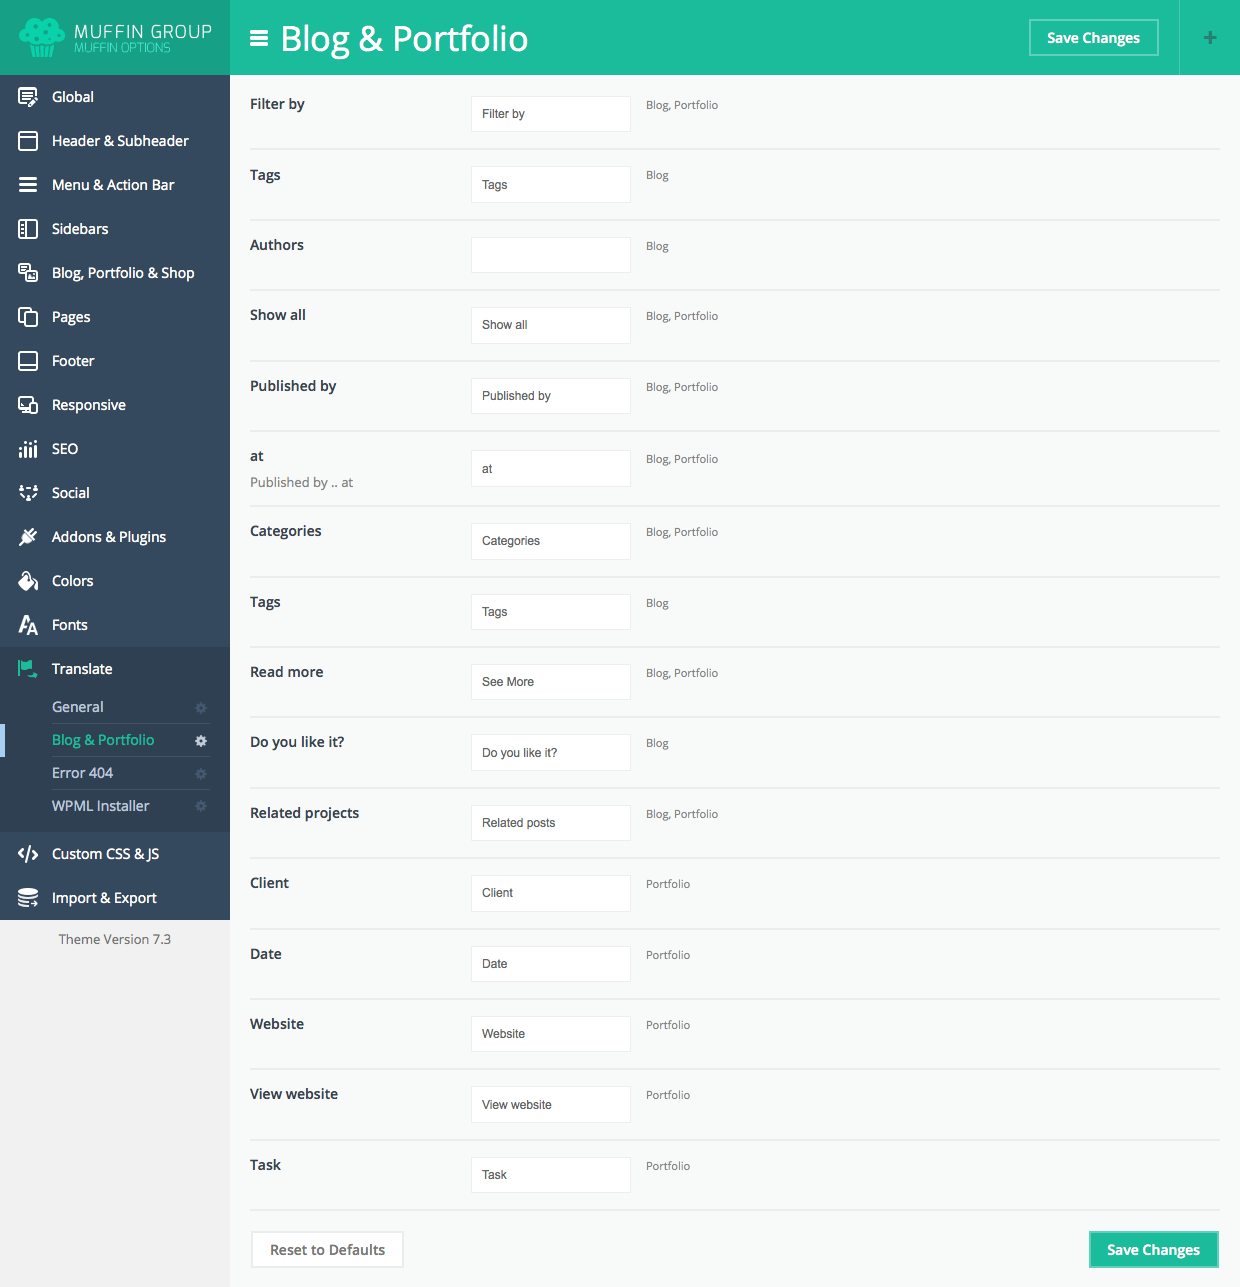 MUFFIN GROUP
MUFFIN OPTIONS
Blog & Portfolio
Save Changes
+
Global
Header & Subheader
Menu & Action Bar
Sidebars
Blog, Portfolio & Shop
Pages
Footer
Responsive
SEO
Social
Addons & Plugins
Colors
Fonts
Translate
General
Blog & Portfolio
Error 404
WPML Installer
Custom CSS & JS
Import & Export
Theme Version 7.3
Filter by Filter by Blog, Portfolio
Tags Tags Blog
Authors Blog
Show all Show all Blog, Portfolio
Published by Published by Blog, Portfolio
at at Blog, Portfolio
Published by .. at
Categories Categories Blog, Portfolio
Tags Tags Blog
Read more See More Blog, Portfolio
Do you like it? Do you like it? Blog
Related projects Related posts Blog, Portfolio
Client Client Portfolio
Date Date Portfolio
Website Website Portfolio
View website View website Portfolio
Task Task Portfolio
Reset to Defaults Save Changes